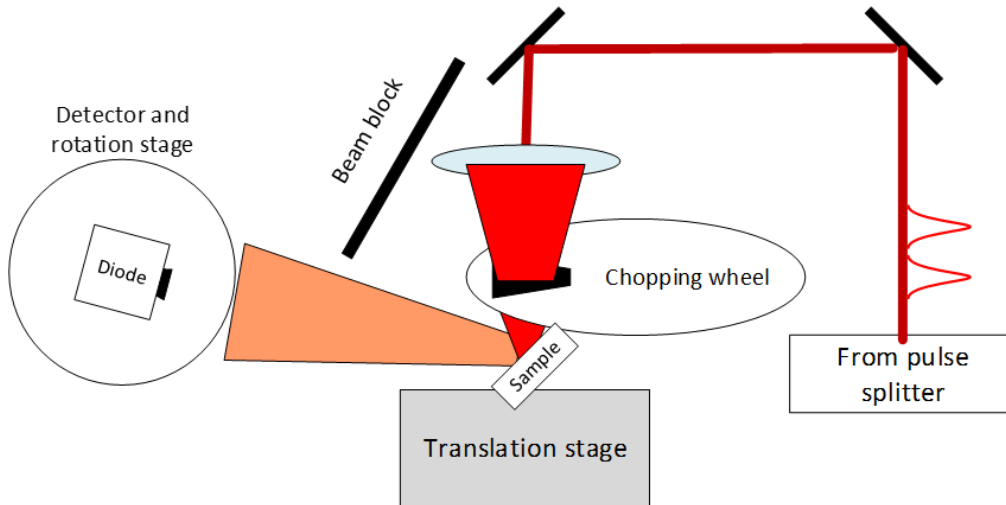 Detector and
rotation stage
Beam block
Diode
Chopping wheel
Sample
From pulse
splitter
Translation stage